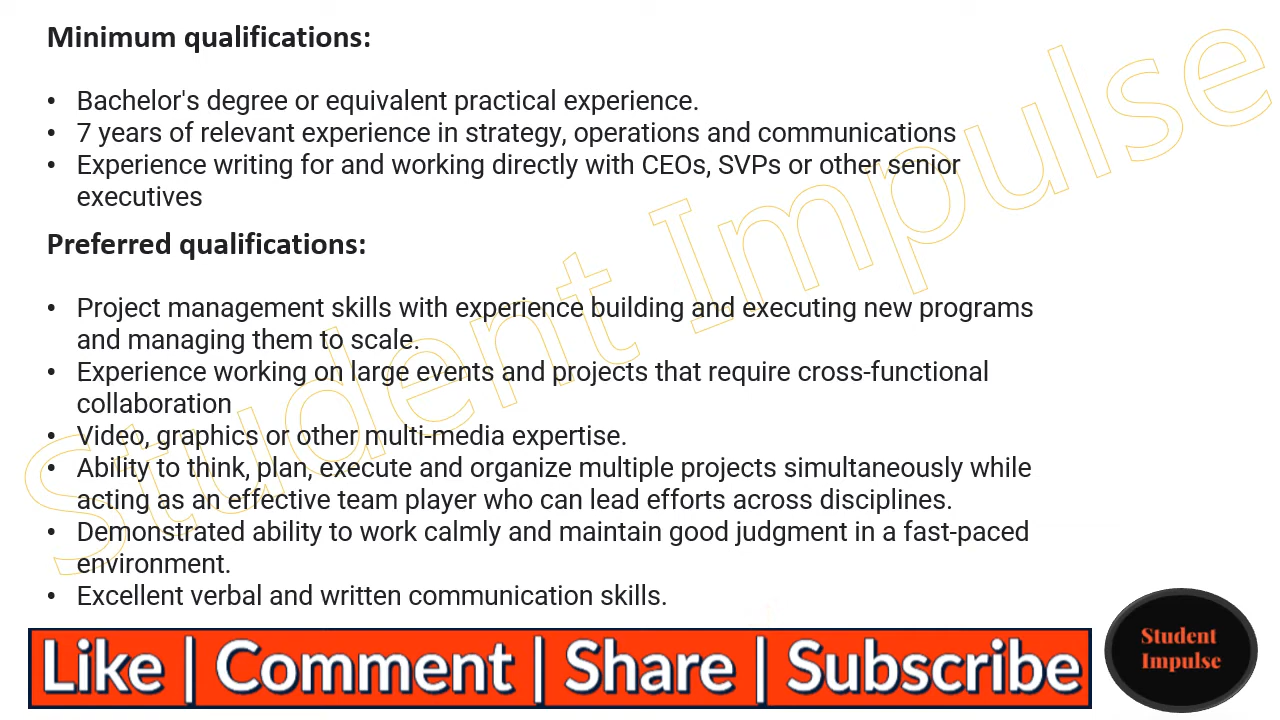 Minimum qualifications:
• Bachelor's degree or equivalent practical experience.
• 7 years of relevant experience in strategy, operations and communications
• Experience writing for and working directly with CEOs, SVPs or other senior
executives
Preferred qualifications:
• Project management skills with experience building and executing new programs
and managing them to scale.
• Experience working on large events and projects that require cross-functional
collaboration
• Video, graphics or other multi-media expertise.
• Ability to think, plan, execute and organize multiple projects simultaneously while
acting as an effective team player who can lead efforts across disciplines.
• Demonstrated ability to work calmly and maintain good judgment in a fast-paced
environment.
• Excellent verbal and written communication skills.
Student Impulse
Like | Comment | Share | Subscribe
Student
Impulse